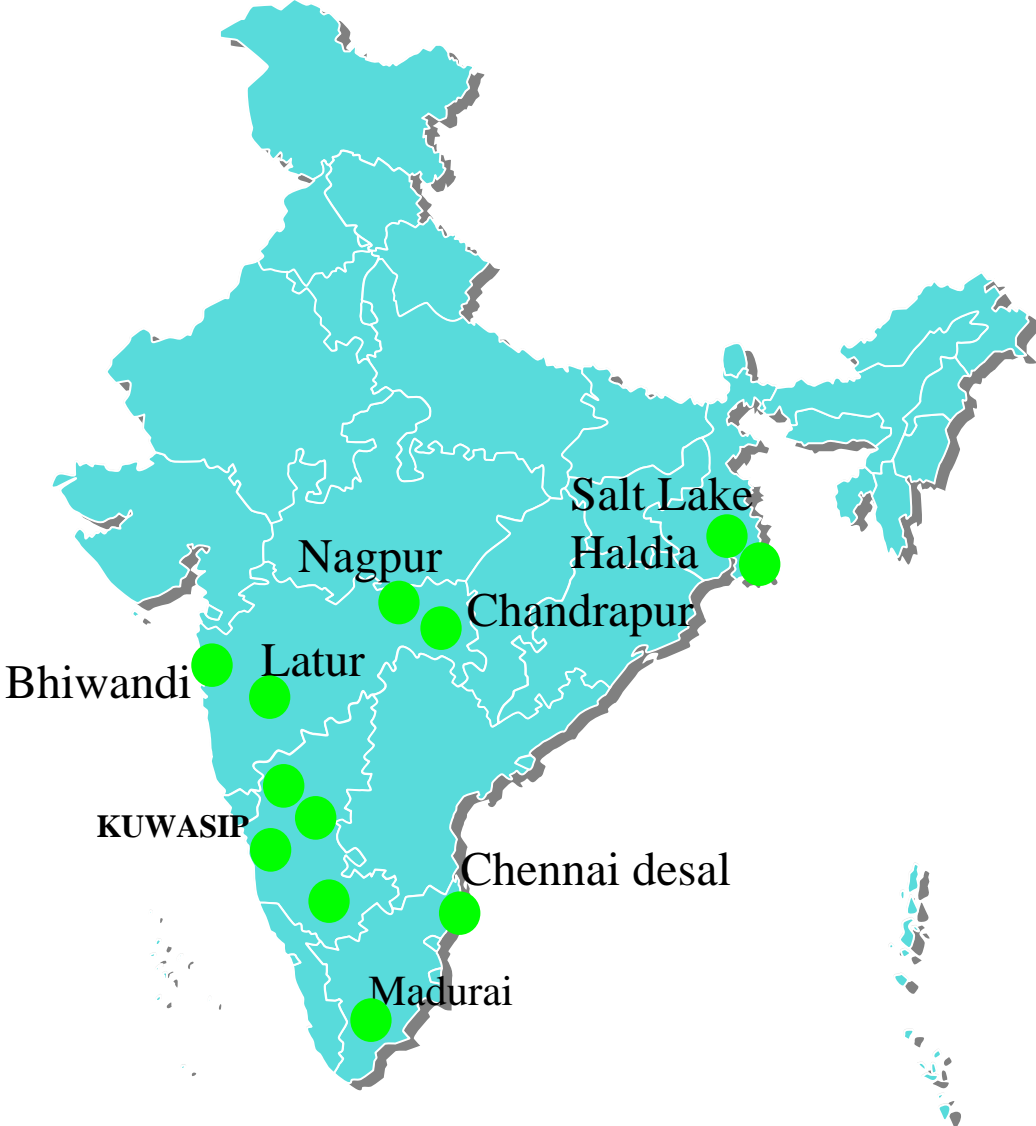 Salt Lake
Haldia
Nagpur
Chandrapur
Latur
Bhiwandi
KUWASIP
Chennai desal
Madurai